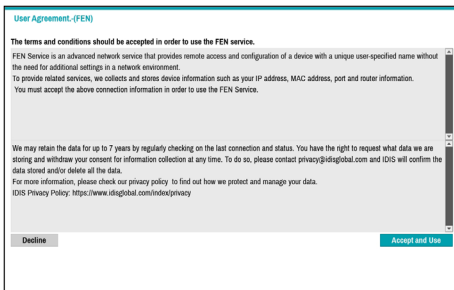 User Agreement.-(FEN)
The terms and conditions should be accepted in order to use the FEN service.
FEN Service is an advanced network service that provides remote access and configuration of a device with a unique user-specified name without
the need for additional settings in a network environment.
To provide related services, we collects and stores device information such as your IP address, MAC address, port and router information.
You must accept the above connection information in order to use the FEN Service.
We may retain the data for up to 7 years by regularly checking on the last connection and status. You have the right to request what data we are
storing and withdraw your consent for information collection at any time. To do so, please contact privacy@idisglobal.com and IDIS will confirm the
data stored and/or delete all the data.
For more information, please check our privacy policy to find out how we protect and manage your data.
IDIS Privacy Policy: https://www.idisglobal.com/index/privacy
Decline
Accept and Use